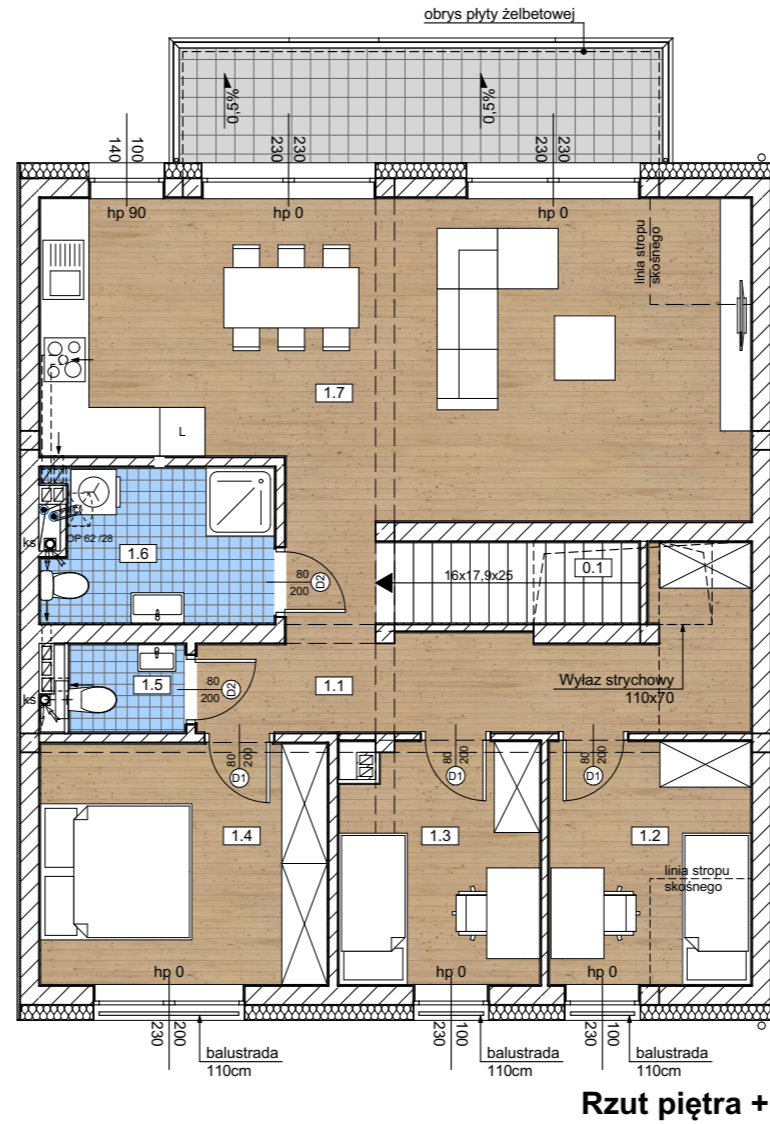 obrys płyty żelbetowej
0,5%
0,5%
100
140
230
230
230
230
hp 90
hp 0
hp 0
linia stropu
skośnego
1.7
L
ks
OP 62 /28
1.6
80
200
D2
16x17,9x25
0.1
1.5
ks
80
200
D2
1.1
Wyłaz strychowy
110x70
80
200
D1
80
200
D1
80
200
D1
1.4
1.3
1.2
linia stropu
skośnego
hp 0
hp 0
hp 0
200
230
balustrada
110cm
100
230
balustrada
110cm
100
230
balustrada
110cm
Rzut piętra +